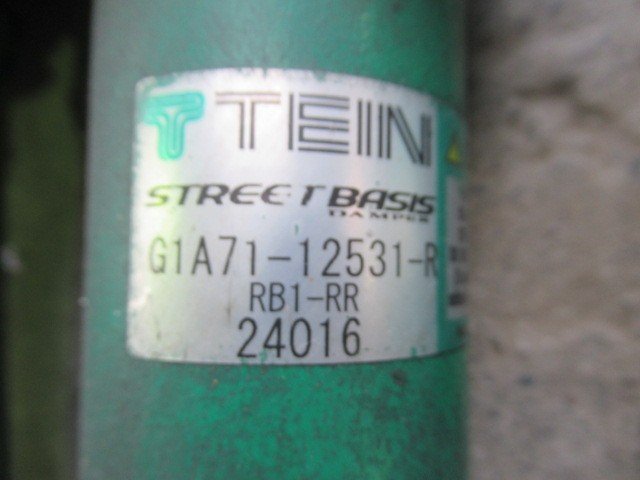 TEIN
STREET BASIS
DAMPER
G1A71-12531-R
RB1-RR
24016